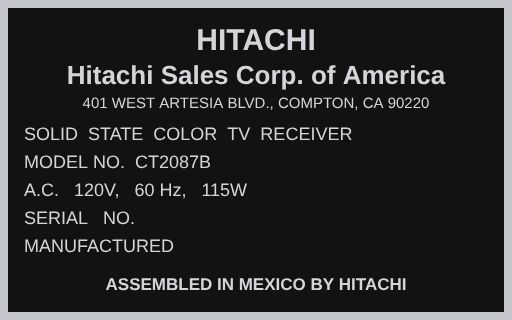 HITACHI
Hitachi Sales Corp. of America
401 WEST ARTESIA BLVD., COMPTON, CA 90220
SOLID STATE COLOR TV RECEIVER
MODEL NO. CT2087B
A.C. 120V, 60 Hz, 115W
SERIAL NO.
MANUFACTURED
ASSEMBLED IN MEXICO BY HITACHI